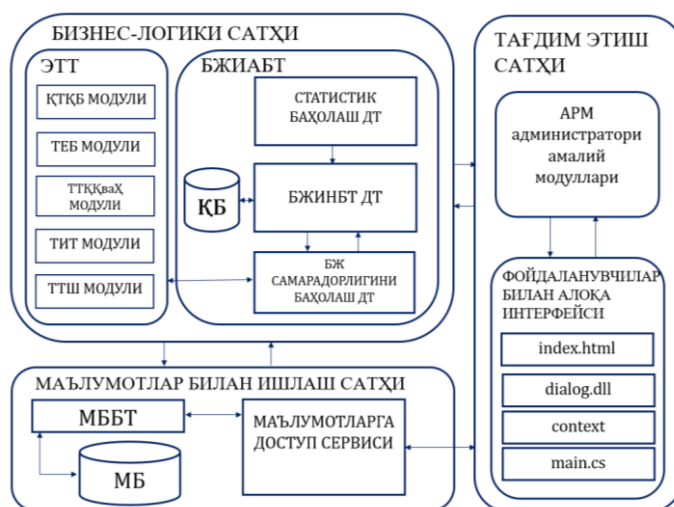 БИЗНЕС-ЛОГИКИ САТҲИ
ЭТТ
ҚТҚБ МОДУЛИ
ТЕБ МОДУЛИ
ТТҚҚваҲ
МОДУЛИ
ТИТ МОДУЛИ
ТТШ МОДУЛИ
БЖИАБТ
СТАТИСТИК
БАҲОЛАШ ДТ
ҚБ
БЖИНБТ ДТ
БЖ
САМАРАДОРЛИГИНИ
БАҲОЛАШ ДТ
МАЪЛУМОТЛАР БИЛАН ИШЛАШ САТҲИ
МББТ
МБ
МАЪЛУМОТЛАРГА
ДОСТУП СЕРВИСИ
ТАҒДИМ ЭТИШ
САТҲИ
АРМ
администратори
амалий
модуллари
ФОЙДАЛАНУВЧИЛАР
БИЛАН АЛОҚА
ИНТЕРФЕЙСИ
index.html
dialog.dll
context
main.cs